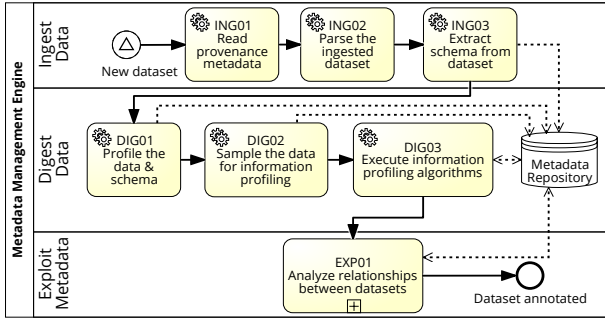 Metadata Management Engine
Ingest
Data
New dataset
ING01
Read
provenance
metadata
ING02
Parse the
ingested
dataset
ING03
Extract
schema from
dataset
Digest
Data
DIG01
Profile the
data &
schema
DIG02
Sample the data
for information
profiling
DIG03
Execute information
profiling algorithms
Metadata
Repository
Exploit
Metadata
EXP01
Analyze relationships
between datasets
Dataset annotated